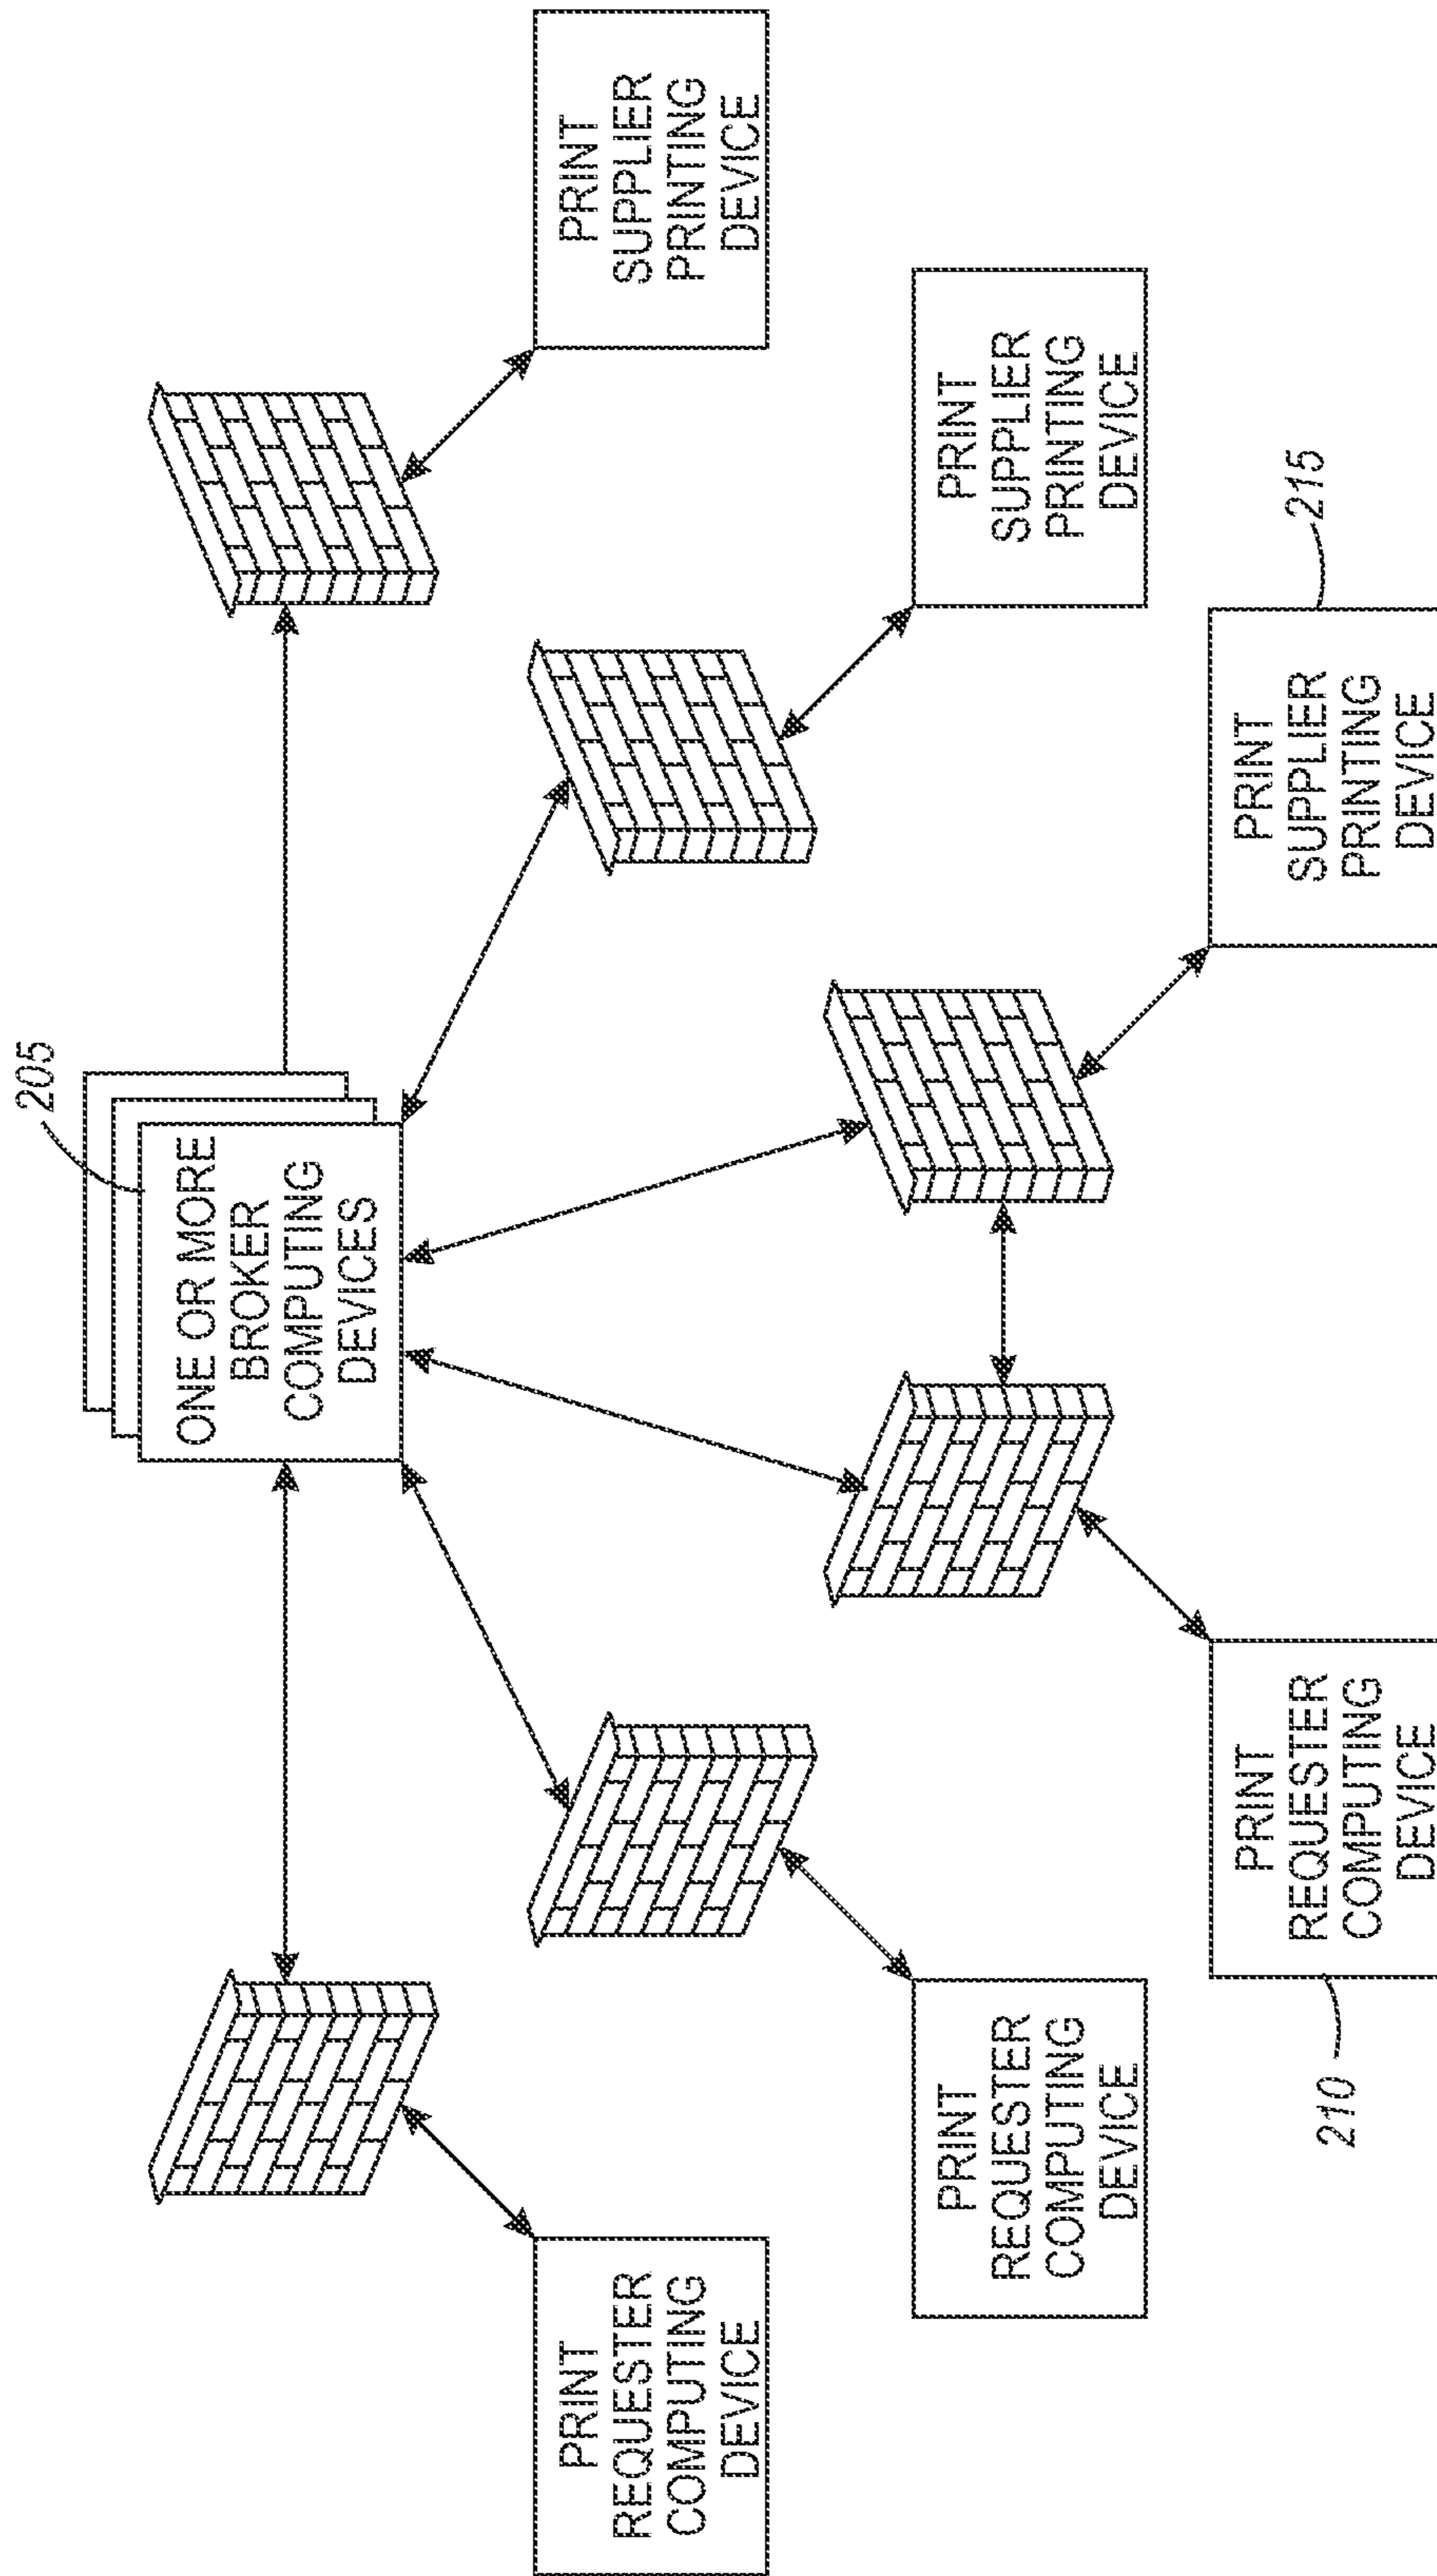 205
ONE OR MORE
BROKER
COMPUTING
DEVICES
PRINT
REQUESTER
COMPUTING
DEVICE
PRINT
SUPPLIER
PRINTING
DEVICE
PRINT
REQUESTER
COMPUTING
DEVICE
PRINT
SUPPLIER
PRINTING
DEVICE
PRINT
REQUESTER
COMPUTING
DEVICE
210
PRINT
SUPPLIER
PRINTING
DEVICE
215